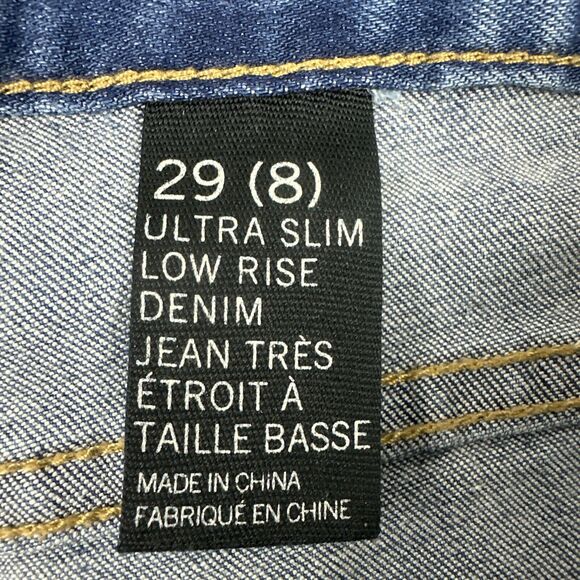 29 (8)
ULTRA SLIM
LOW RISE
DENIM
JEAN TRÈS
ÉTROIT À
TAILLE BASSE
MADE IN CHINA
FABRIQUÉ EN CHINE